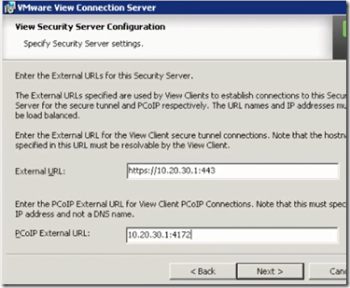 VMware View Connection Server
View Security Server Configuration
Specify Security Server settings.
Enter the External URLs for this Security Server.
The External URLs specified are used by View Clients to establish connections to this Secu
Server for the secure tunnel and PCoIP respectively. The URL names and IP addresses mu
be load balanced.
Enter the External URL for the View Client secure tunnel connections. Note that the hostn
specified in this URL must be resolvable by the View Client.
External URL: https://10.20.30.1:443
Enter the PCoIP External URL for View Client PCoIP Connections. Note that this must spec
IP address and not a DNS name.
PCoIP External URL: 10.20.30.1:4172
< Back Next > Can